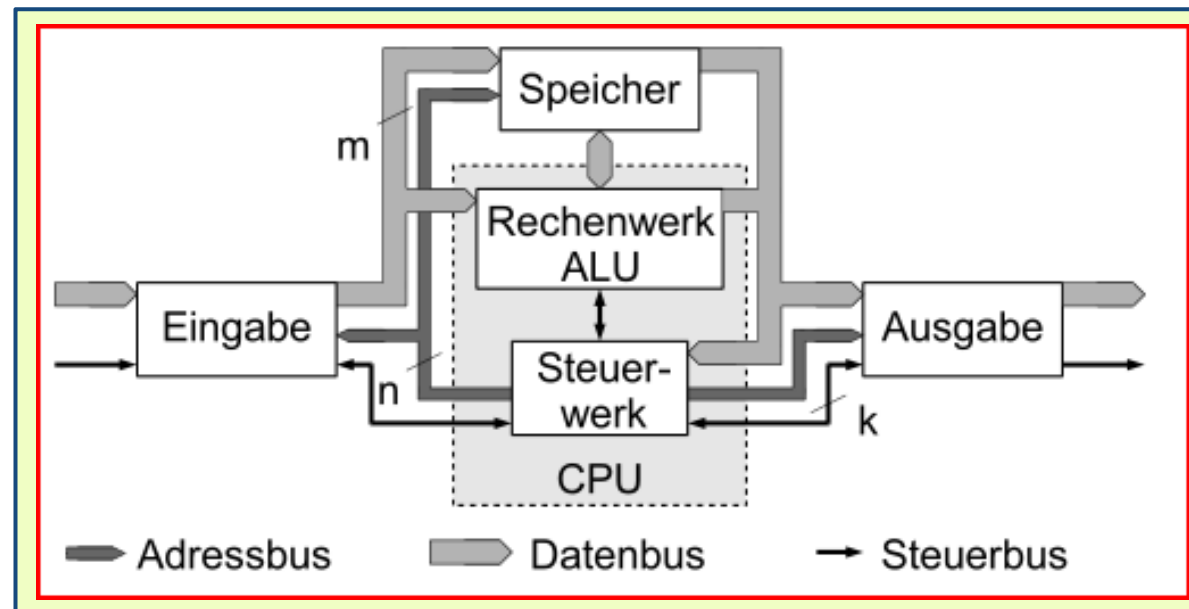 Speicher
m
Rechenwerk
ALU
Eingabe
Ausgabe
Steuer-
werk
n
k
CPU
Adressbus
Datenbus
Steuerbus